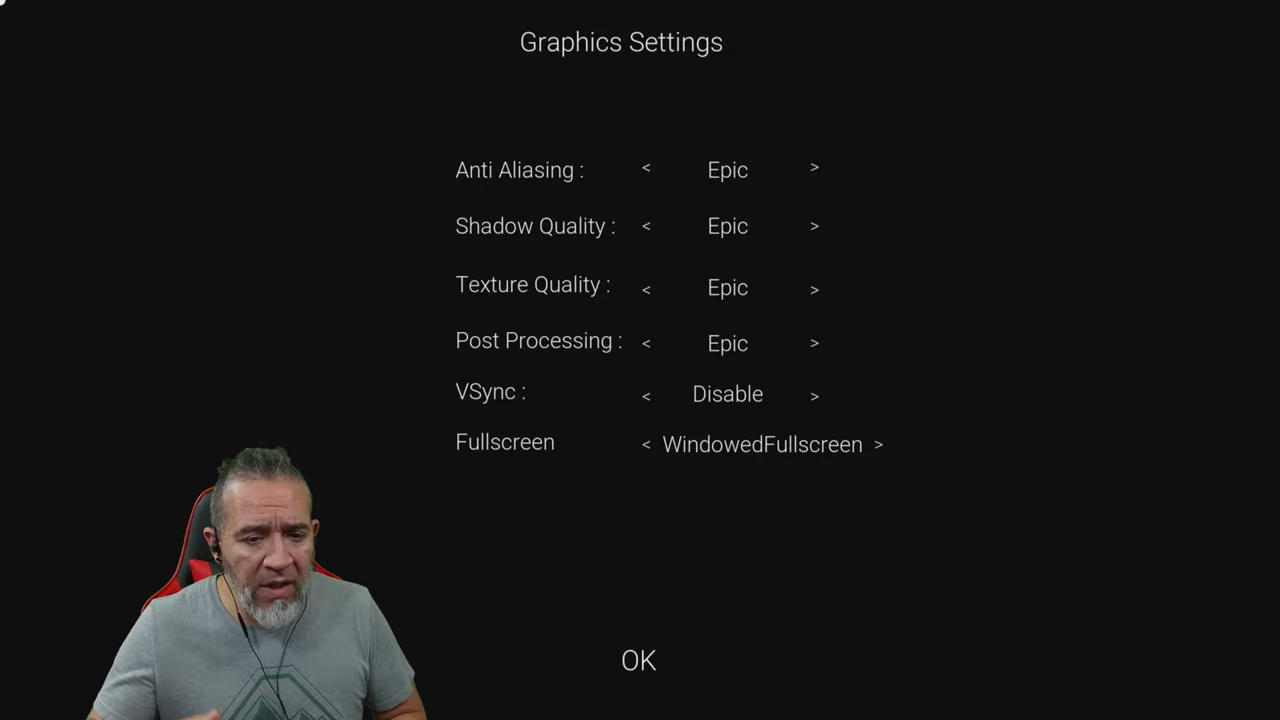 Graphics Settings
Anti Aliasing : < Epic >
Shadow Quality : < Epic >
Texture Quality : < Epic >
Post Processing : < Epic >
VSync : < Disable >
Fullscreen < WindowedFullscreen >
OK